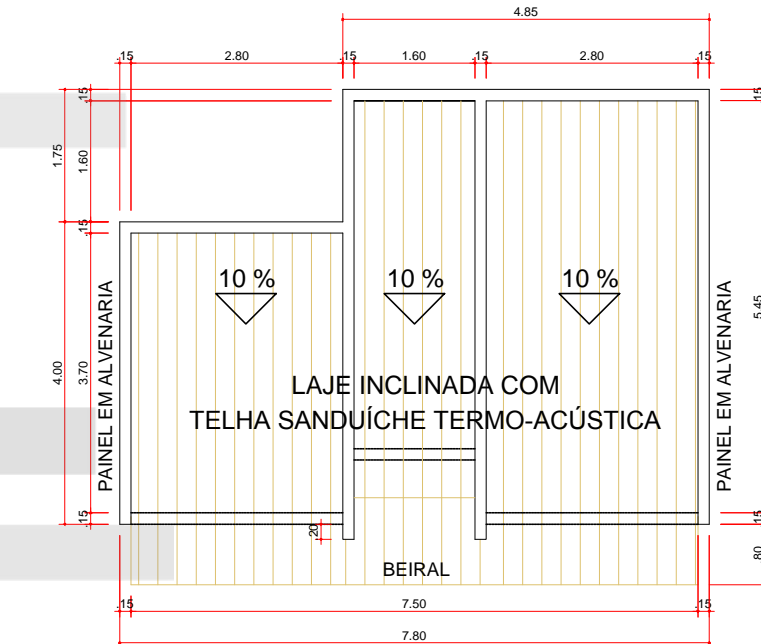 4.85
.15 2.80 .15 1.60 .15 2.80 .15
.15
.15
1.75
1.60
.15
10 %
10 %
10 %
PAINEL EM ALVENARIA
PAINEL EM ALVENARIA
5.45
4.00
3.70
LAJE INCLINADA COM
TELHA SANDUÍCHE TERMO-ACÚSTICA
.15
.15
.20
.80
BEIRAL
.15 7.50 .15
7.80